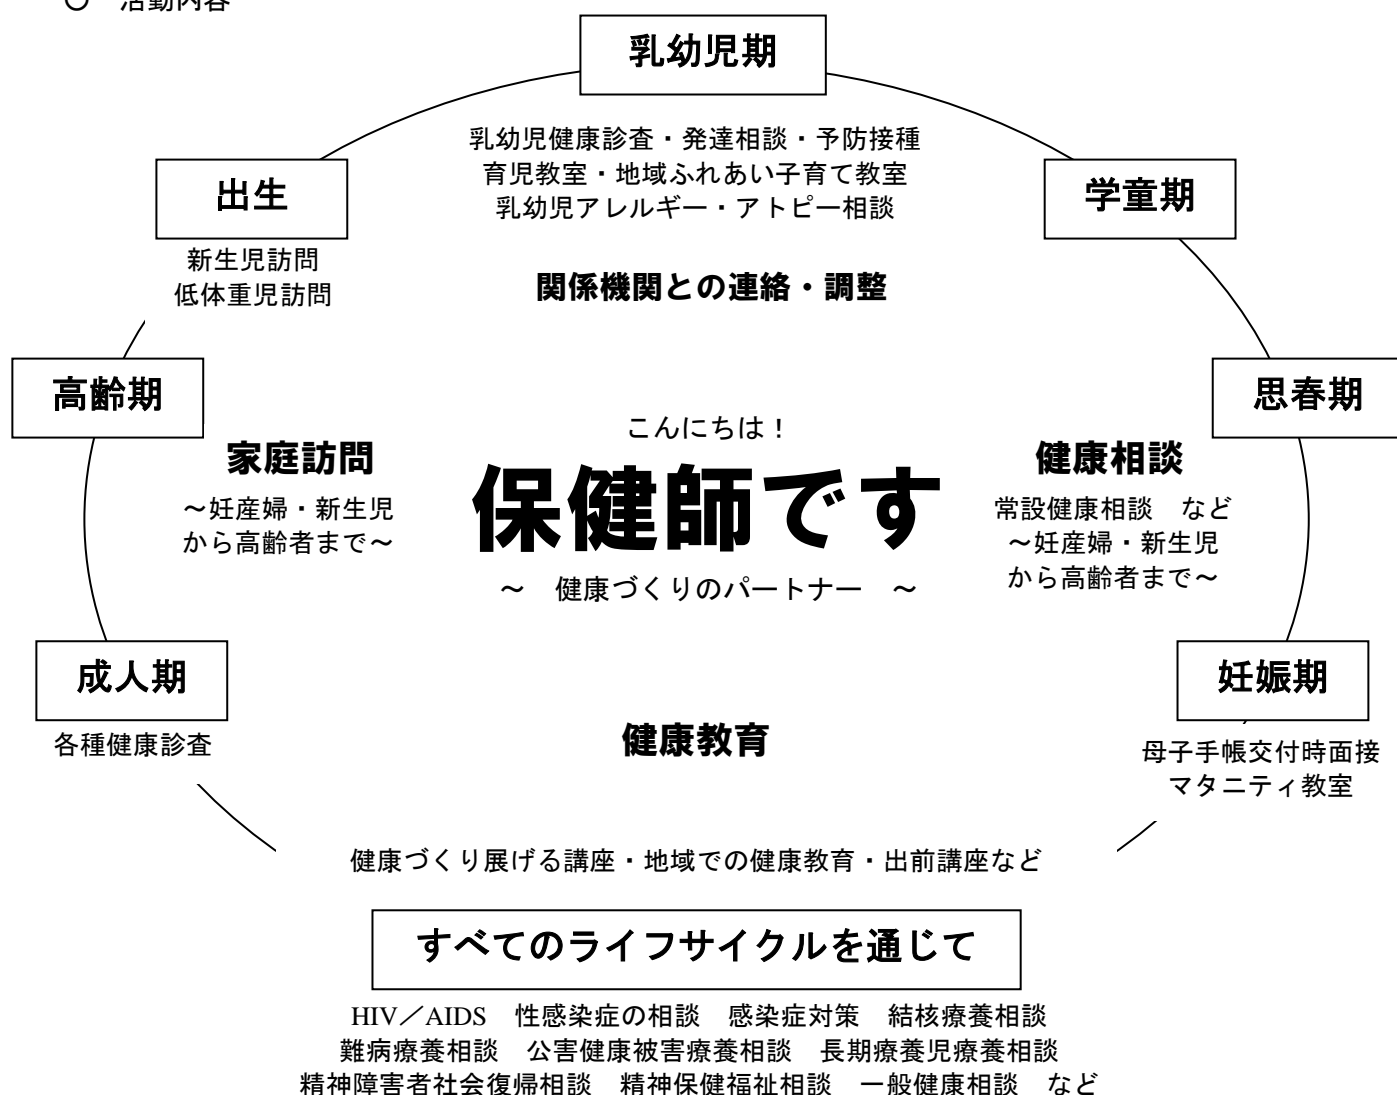 ○　活動内容
乳幼児期
乳幼児健康診査・発達相談・予防接種
育児教室・地域ふれあい子育て教室
乳幼児アレルギー・アトピー相談
出生
新生児訪問
低体重児訪問
学童期
関係機関との連絡・調整
高齢期
思春期
家庭訪問
～妊産婦・新生児
から高齢者まで～
こんにちは！
保健師です
～　健康づくりのパートナー　～
健康相談
常設健康相談　など
～妊産婦・新生児
から高齢者まで～
成人期
各種健康診査
妊娠期
母子手帳交付時面接
マタニティ教室
健康教育
健康づくり展げる講座・地域での健康教育・出前講座など
すべてのライフサイクルを通じて
HIV／AIDS　性感染症の相談　感染症対策　結核療養相談
難病療養相談　公害健康被害療養相談　長期療養児療養相談
精神障害者社会復帰相談　精神保健福祉相談　一般健康相談　など